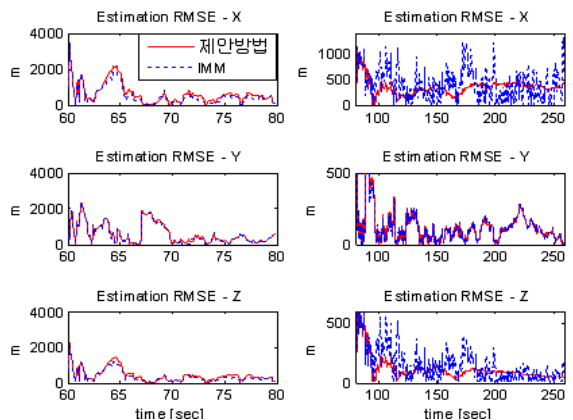 Estimation RMSE - X
Estimation RMSE - X
4000
2000
0
m
60 65 70 75 80
제안방법
IMM
1000
500
0
m
100 150 200 250
Estimation RMSE - Y
Estimation RMSE - Y
4000
2000
0
m
60 65 70 75 80
500
0
m
100 150 200 250
Estimation RMSE - Z
Estimation RMSE - Z
4000
2000
0
m
60 65 70 75 80
time [sec]
500
0
m
100 150 200 250
time [sec]